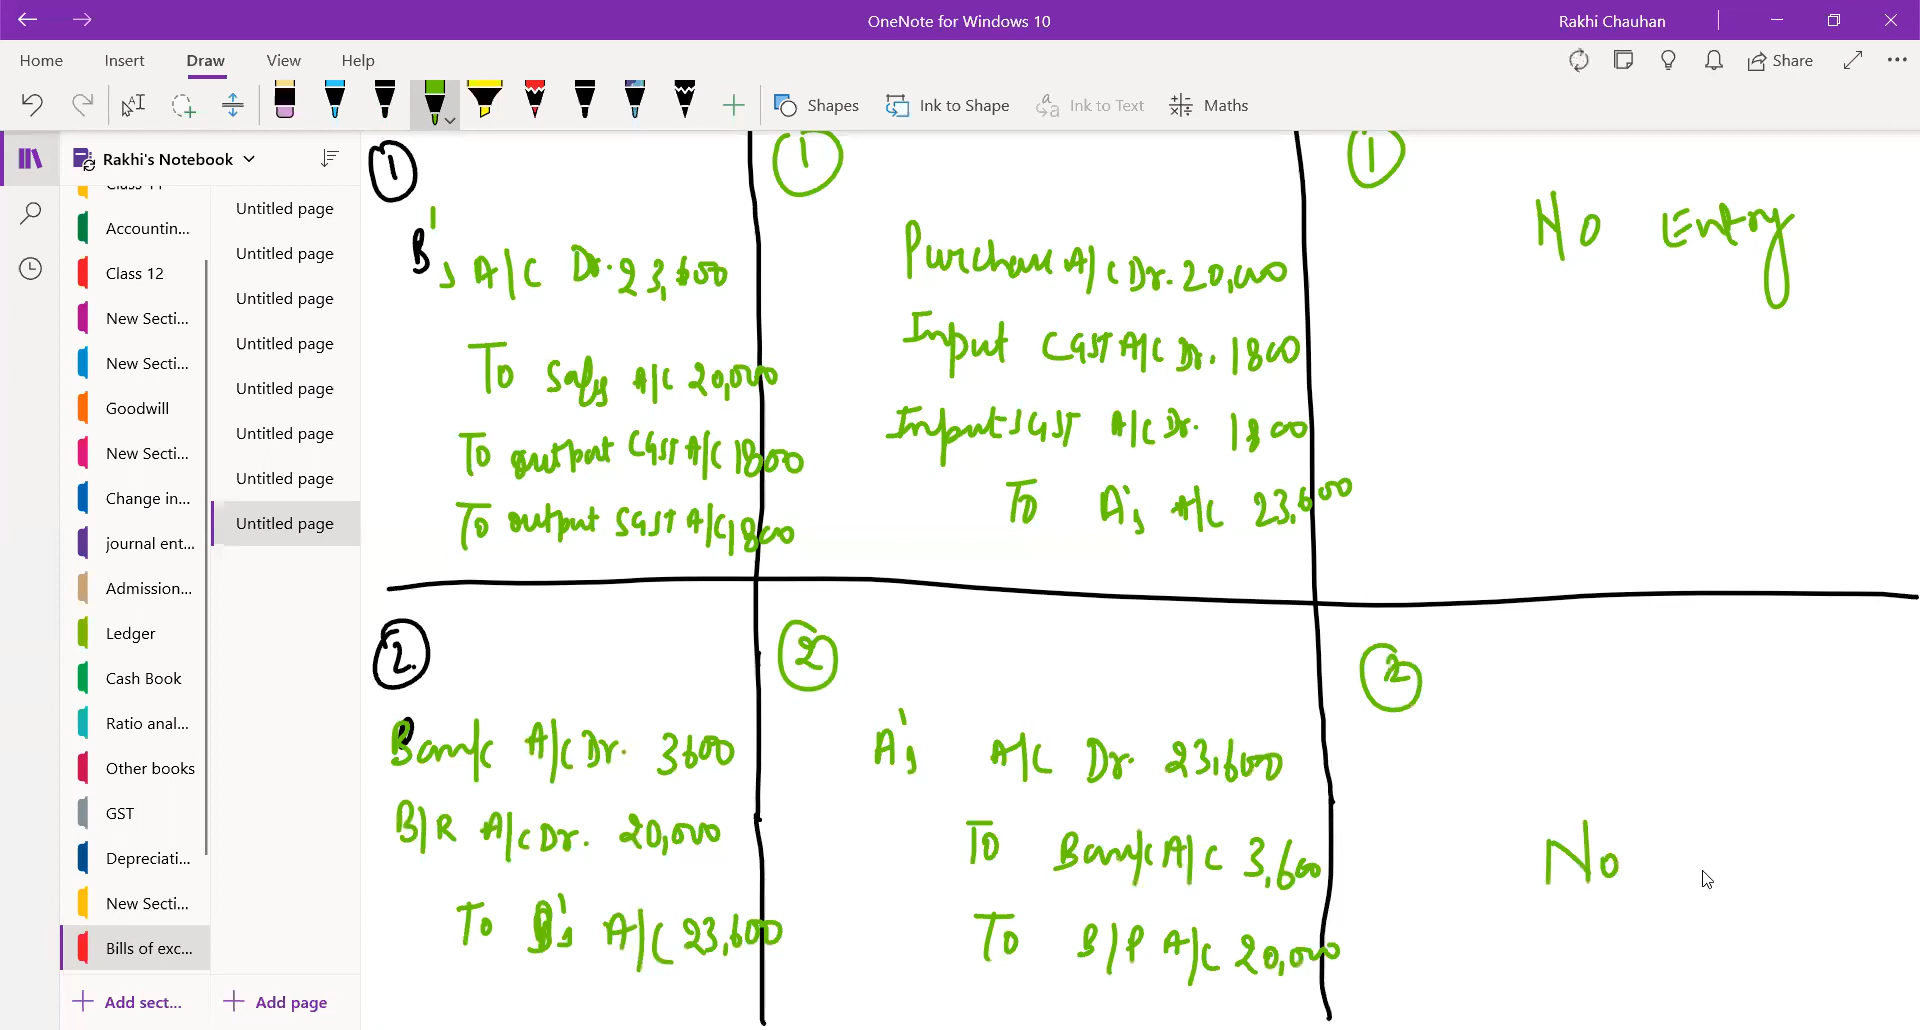 OneNote for Windows 10
Rakhi Chauhan
Home Insert Draw View Help
Share
Shapes Ink to Shape Ink to Text Maths
Rakhi's Notebook
Class 11
Accountin...
Class 12
New Secti...
New Secti...
Goodwill
New Secti...
Change in...
journal ent...
Admission...
Ledger
Cash Book
Ratio anal...
Other books
GST
Depreciati...
New Secti...
Bills of exc...
Add sect...
Untitled page
Untitled page
Untitled page
Untitled page
Untitled page
Untitled page
Untitled page
Untitled page
Add page
1
B's A/C Dr. 23,600
To Sales A/C 20,000
To output CGST A/C 1800
To output SGST A/C 1800
1
Purchase A/C Dr. 20,000
Input CGST A/C Dr. 1800
Input SGST A/C Dr. 1800
To A's A/C 23,600
1
No Entry
2.
Bank A/C Dr. 3600
B/R A/C Dr. 20,000
To B's A/C 23,600
2
A's A/C Dr. 23,600
To Bank A/C 3,600
To B/P A/C 20,000
2
No